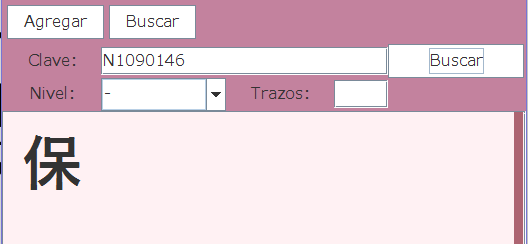 Agregar Buscar
Clave: N1090146 Buscar
Nivel: - Trazos:
保